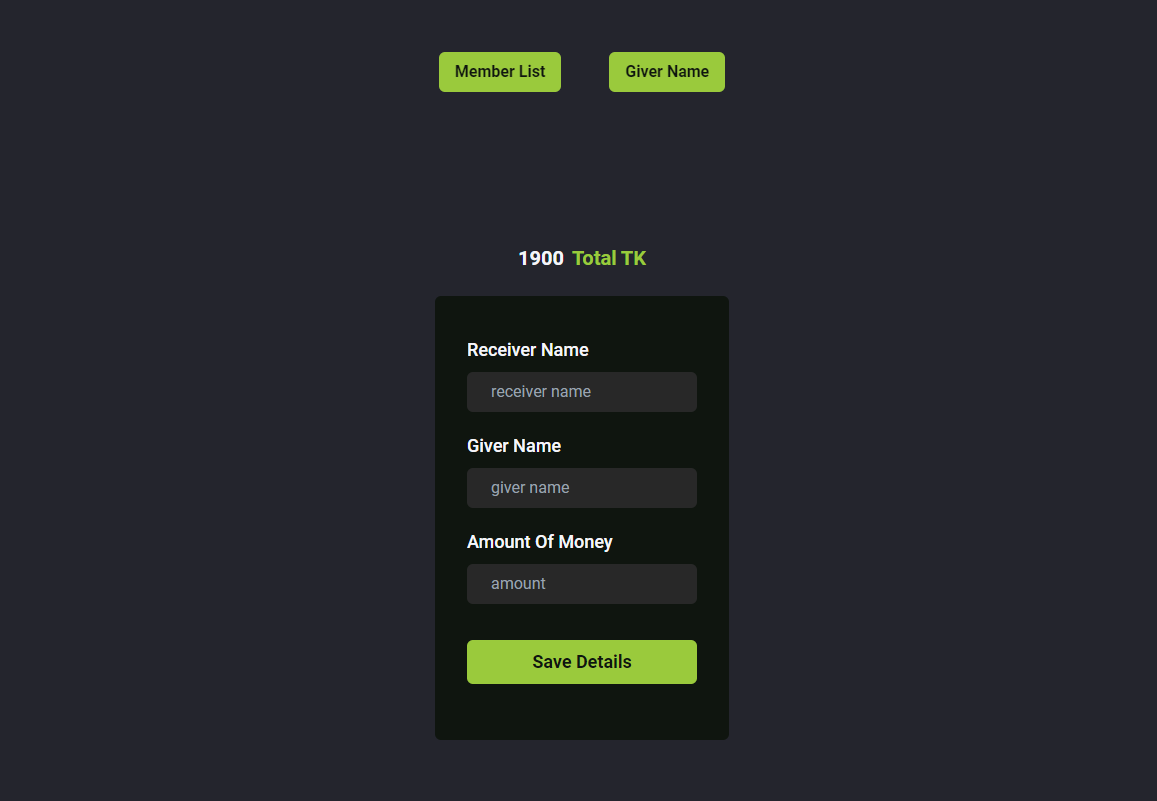 Member List
Giver Name
1900 Total TK
Receiver Name
receiver name
Giver Name
giver name
Amount Of Money
amount
Save Details